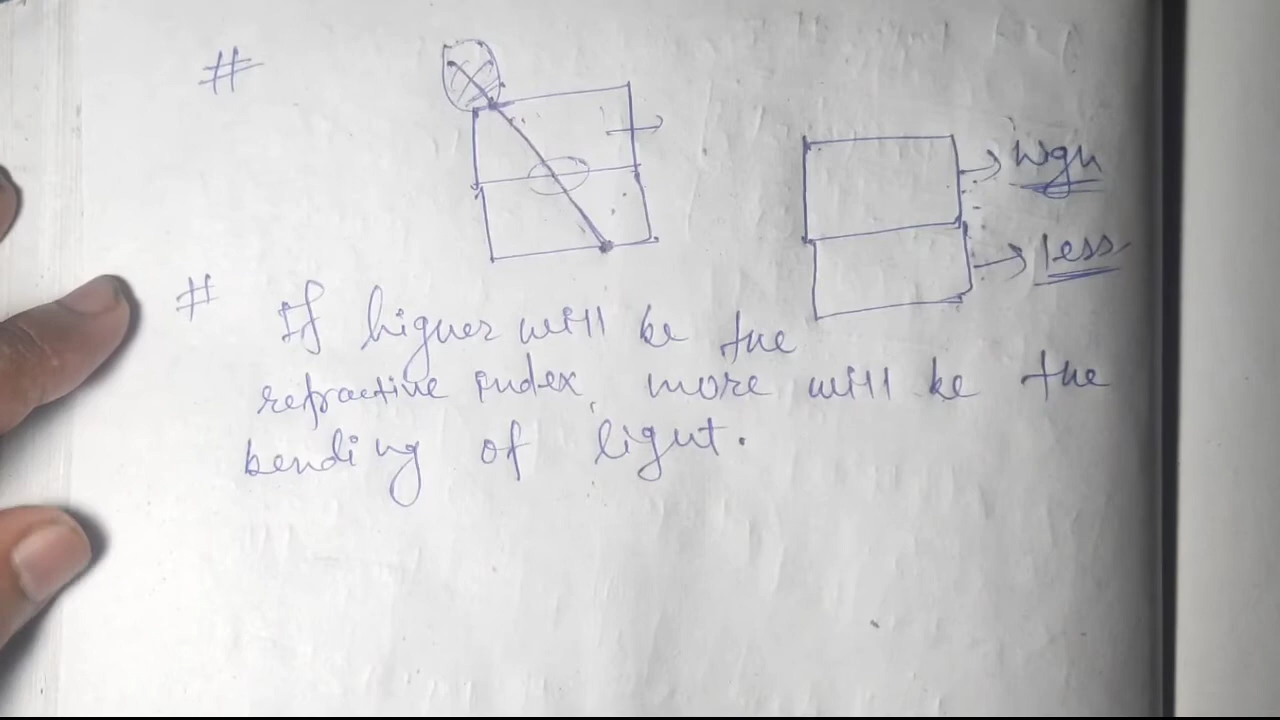 #
high
less
# If higher will be the
refractive index, more will be the
bending of light.